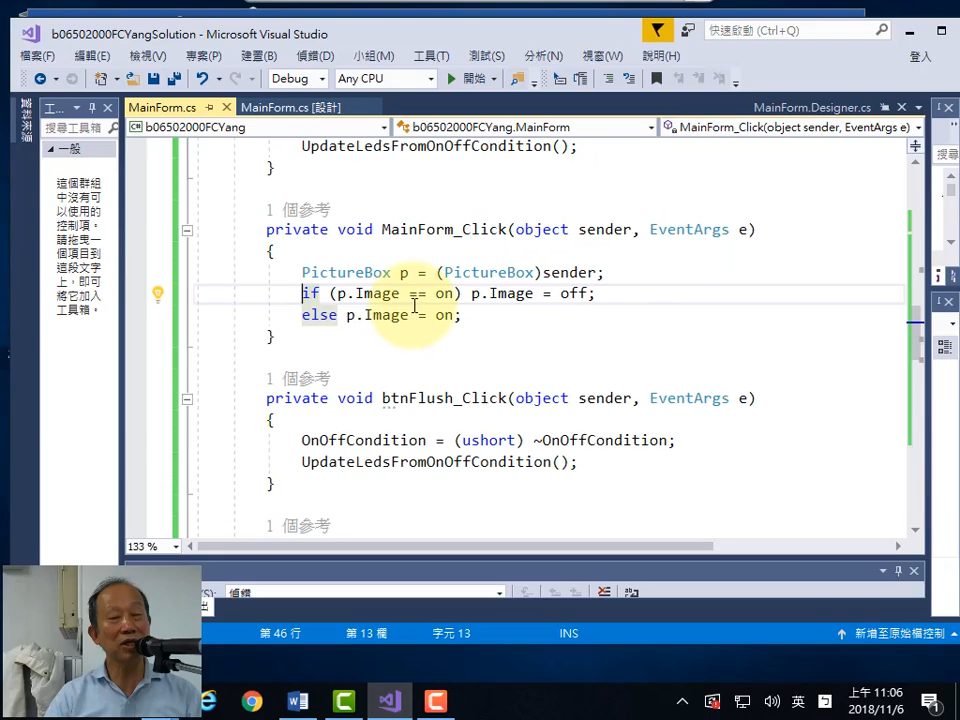 b06502000FCYangSolution - Microsoft Visual Studio
快速啟動 (Ctrl+Q)
檔案(F) 編輯(E) 檢視(V) 專案(P) 建置(B) 偵錯(D) 小組(M) 工具(T) 測試(S) 分析(N) 視窗(W) 說明(H) 登入
Debug Any CPU 開始
資料來源
工...
MainForm.cs MainForm.cs [設計] MainForm.Designer.cs
搜尋工具箱
b06502000FCYang b06502000FCYang.MainForm MainForm_Click(object sender, EventArgs e)
一般
這個群組
中沒有可
以使用的
控制項。
請拖曳一
個項目到
這段文字
上，即可
將它加入
工具箱。
UpdateLedsFromOnOffCondition();
}
1 個參考
private void MainForm_Click(object sender, EventArgs e)
{
PictureBox p = (PictureBox)sender;
if (p.Image == on) p.Image = off;
else p.Image = on;
}
1 個參考
private void btnFlush_Click(object sender, EventArgs e)
{
OnOffCondition = (ushort) ~OnOffCondition;
UpdateLedsFromOnOffCondition();
}
1 個參考
133 %
(S): 偵錯
出
第 46 行 第 13 欄 字元 13 INS 新增至原始檔控制
英
上午 11:06
2018/11/6
1